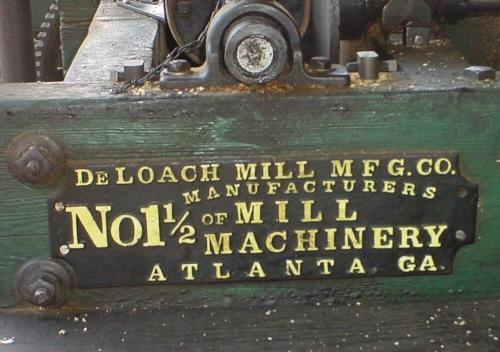 DELOACH MILL MFG.CO.
MANUFACTURERS
No1½ OF MILL
MACHINERY
ATLANTA GA.